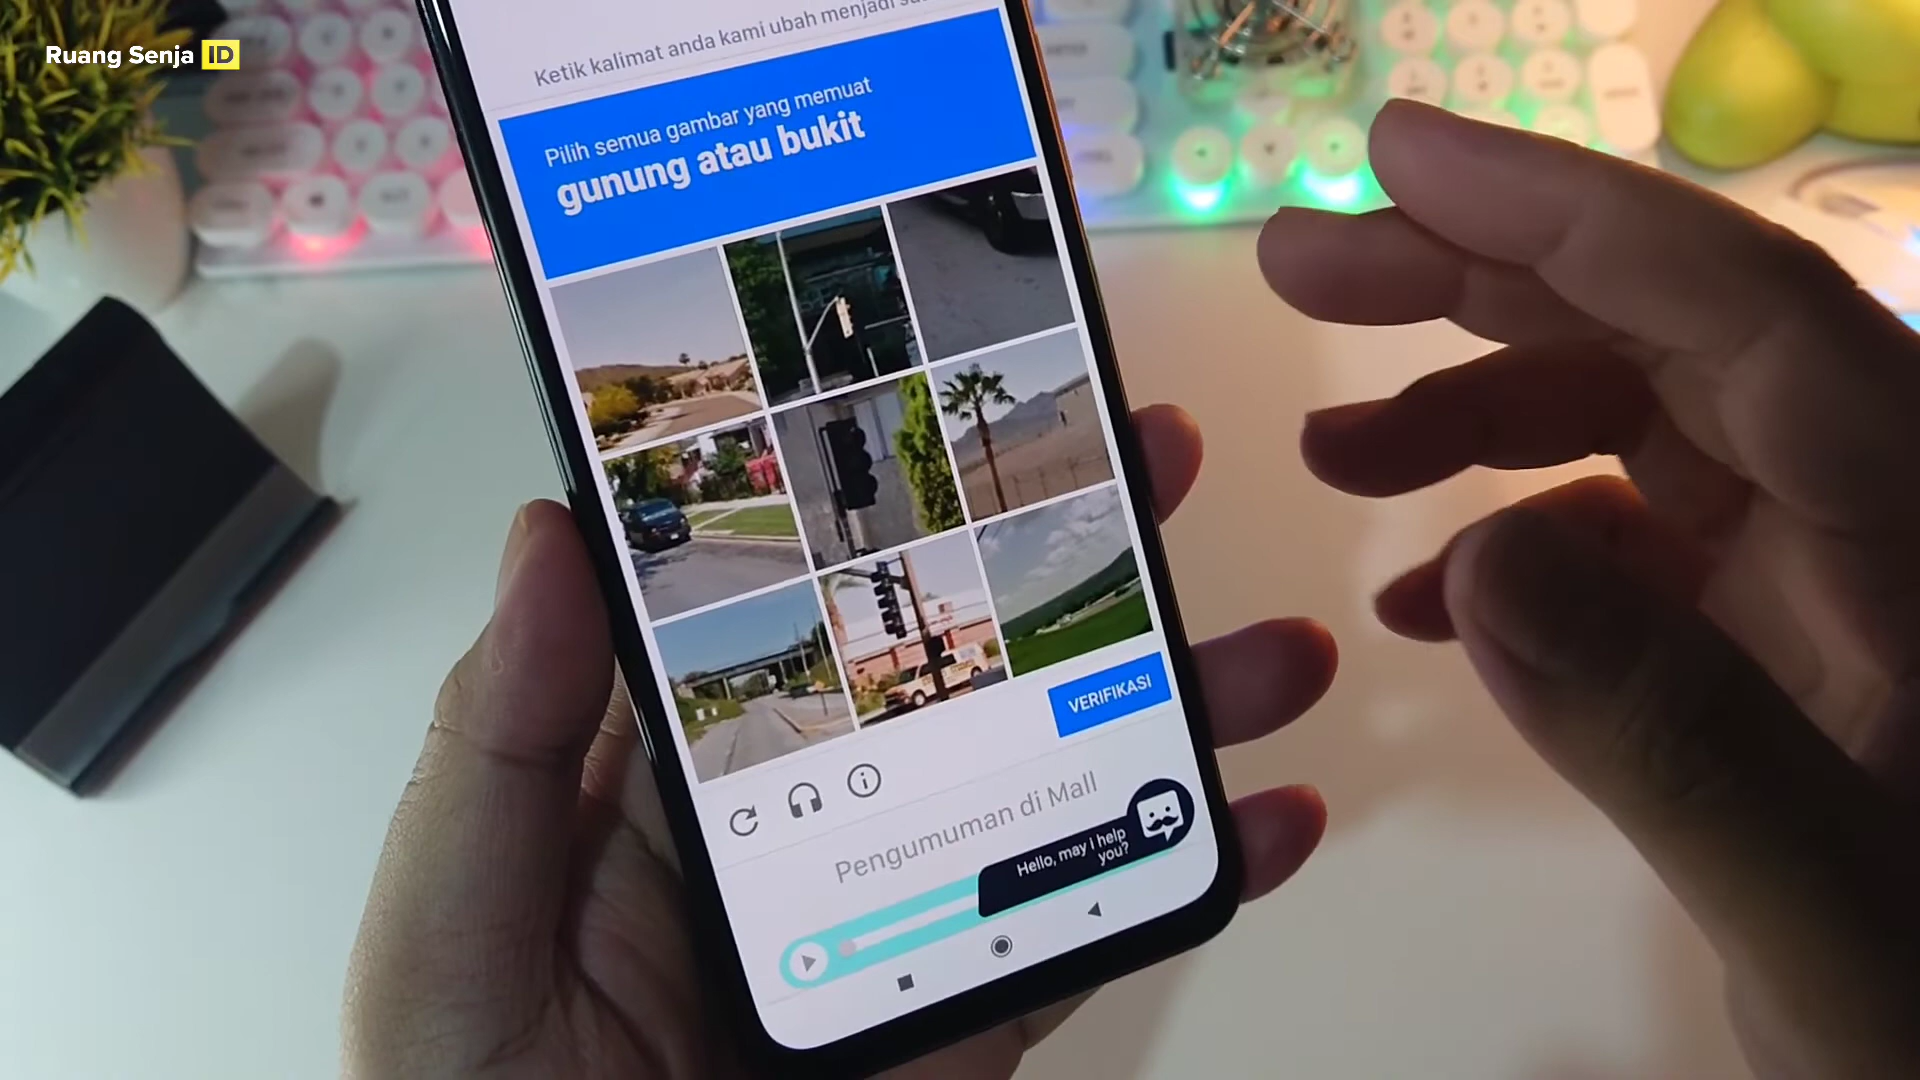 Ruang Senja ID
Ketik kalimat anda kami ubah menjadi
Pilih semua gambar yang memuat
gunung atau bukit
VERIFIKASI
Pengumuman di Mall
Hello, may I help
you?